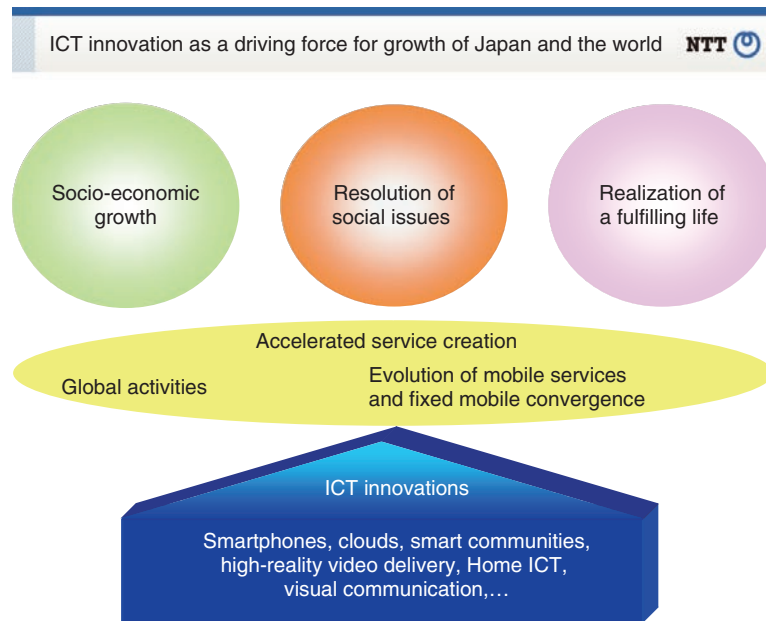 ICT innovation as a driving force for growth of Japan and the world NTT
Socio-economic
growth
Resolution of
social issues
Realization of
a fulfilling life
Accelerated service creation
Global activities
Evolution of mobile services
and fixed mobile convergence
ICT innovations
Smartphones, clouds, smart communities,
high-reality video delivery, Home ICT,
visual communication,...